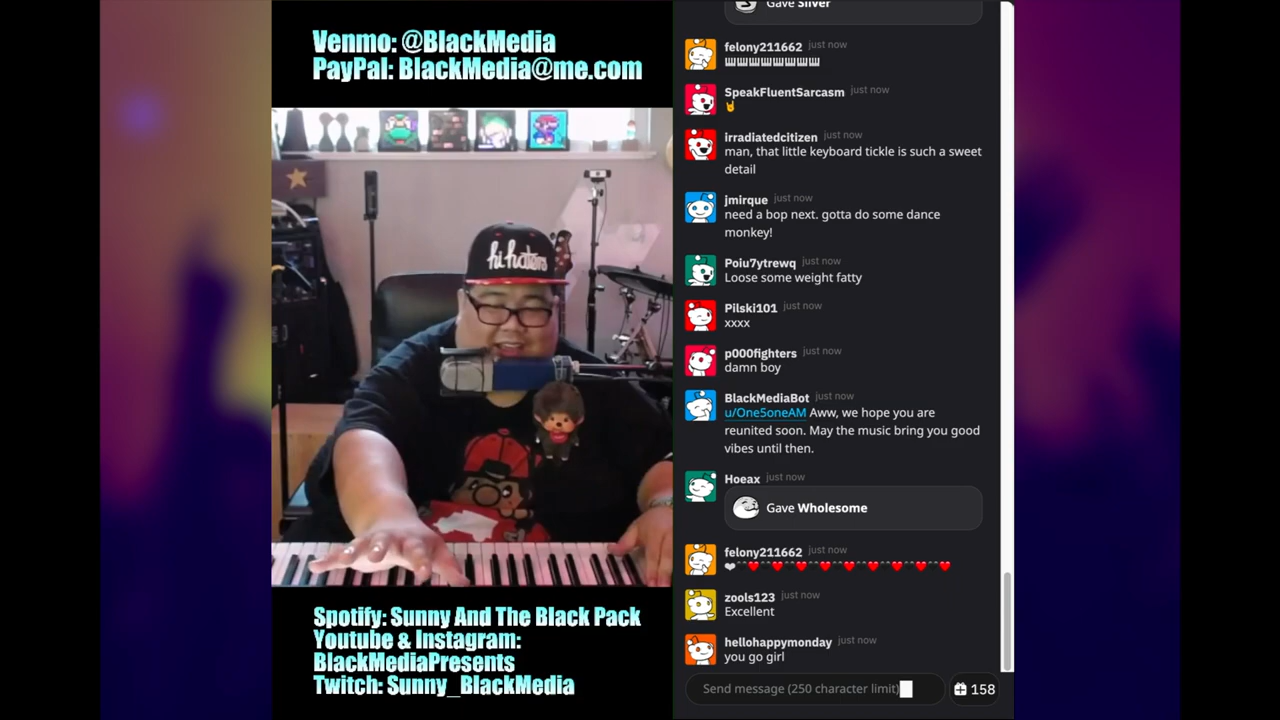 Venmo: @BlackMedia
PayPal: BlackMedia@me.com
hi haters
Spotify: Sunny And The Black Pack
Youtube & Instagram:
BlackMediaPresents
Twitch: Sunny_BlackMedia
Gave Silver
felony211662 just now
SpeakFluentSarcasm just now
irradiatedcitizen just now
man, that little keyboard tickle is such a sweet
detail
jmirque just now
need a bop next. gotta do some dance
monkey!
Poiu7ytrewq just now
Loose some weight fatty
Pilski101 just now
xxxx
p000fighters just now
damn boy
BlackMediaBot just now
u/One5oneAM Aww, we hope you are
reunited soon. May the music bring you good
vibes until then.
Hoeax just now
Gave Wholesome
felony211662 just now
zools123 just now
Excellent
hellohappymonday just now
you go girl
Send message (250 character limit)
158